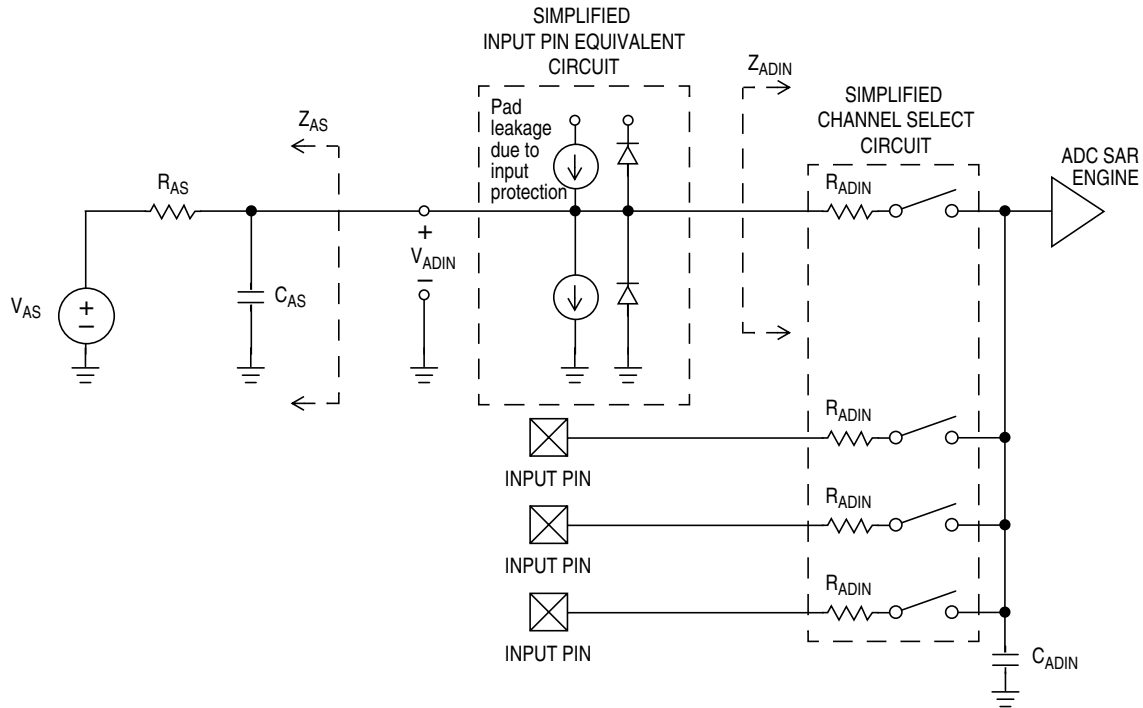 SIMPLIFIED
INPUT PIN EQUIVALENT
CIRCUIT
Pad
leakage
due to
input
protection
Z_ADIN
SIMPLIFIED
CHANNEL SELECT
CIRCUIT
ADC SAR
ENGINE
Z_AS
R_AS
R_ADIN
+
V_ADIN
–
C_AS
V_AS
+
–
R_ADIN
INPUT PIN
R_ADIN
INPUT PIN
R_ADIN
INPUT PIN
C_ADIN